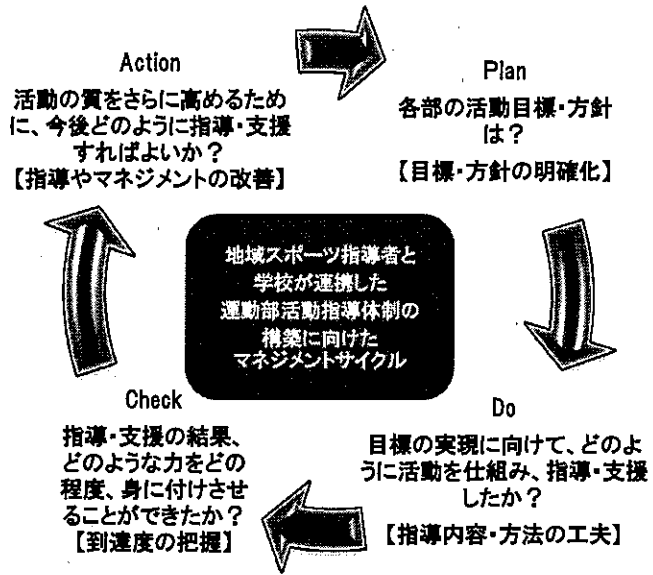 Action
活動の質をさらに高めるため
に、今後どのように指導・支援
すればよいか？
【指導やマネジメントの改善】
Plan
各部の活動目標・方針
は？
【目標・方針の明確化】
地域スポーツ指導者と
学校が連携した
運動部活動指導体制の
構築に向けた
マネジメントサイクル
Check
指導・支援の結果、
どのような力をどの
程度、身に付けさせ
ることができたか？
【到達度の把握】
Do
目標の実現に向けて、どのよ
うに活動を仕組み、指導・支援
したか？
【指導内容・方法の工夫】